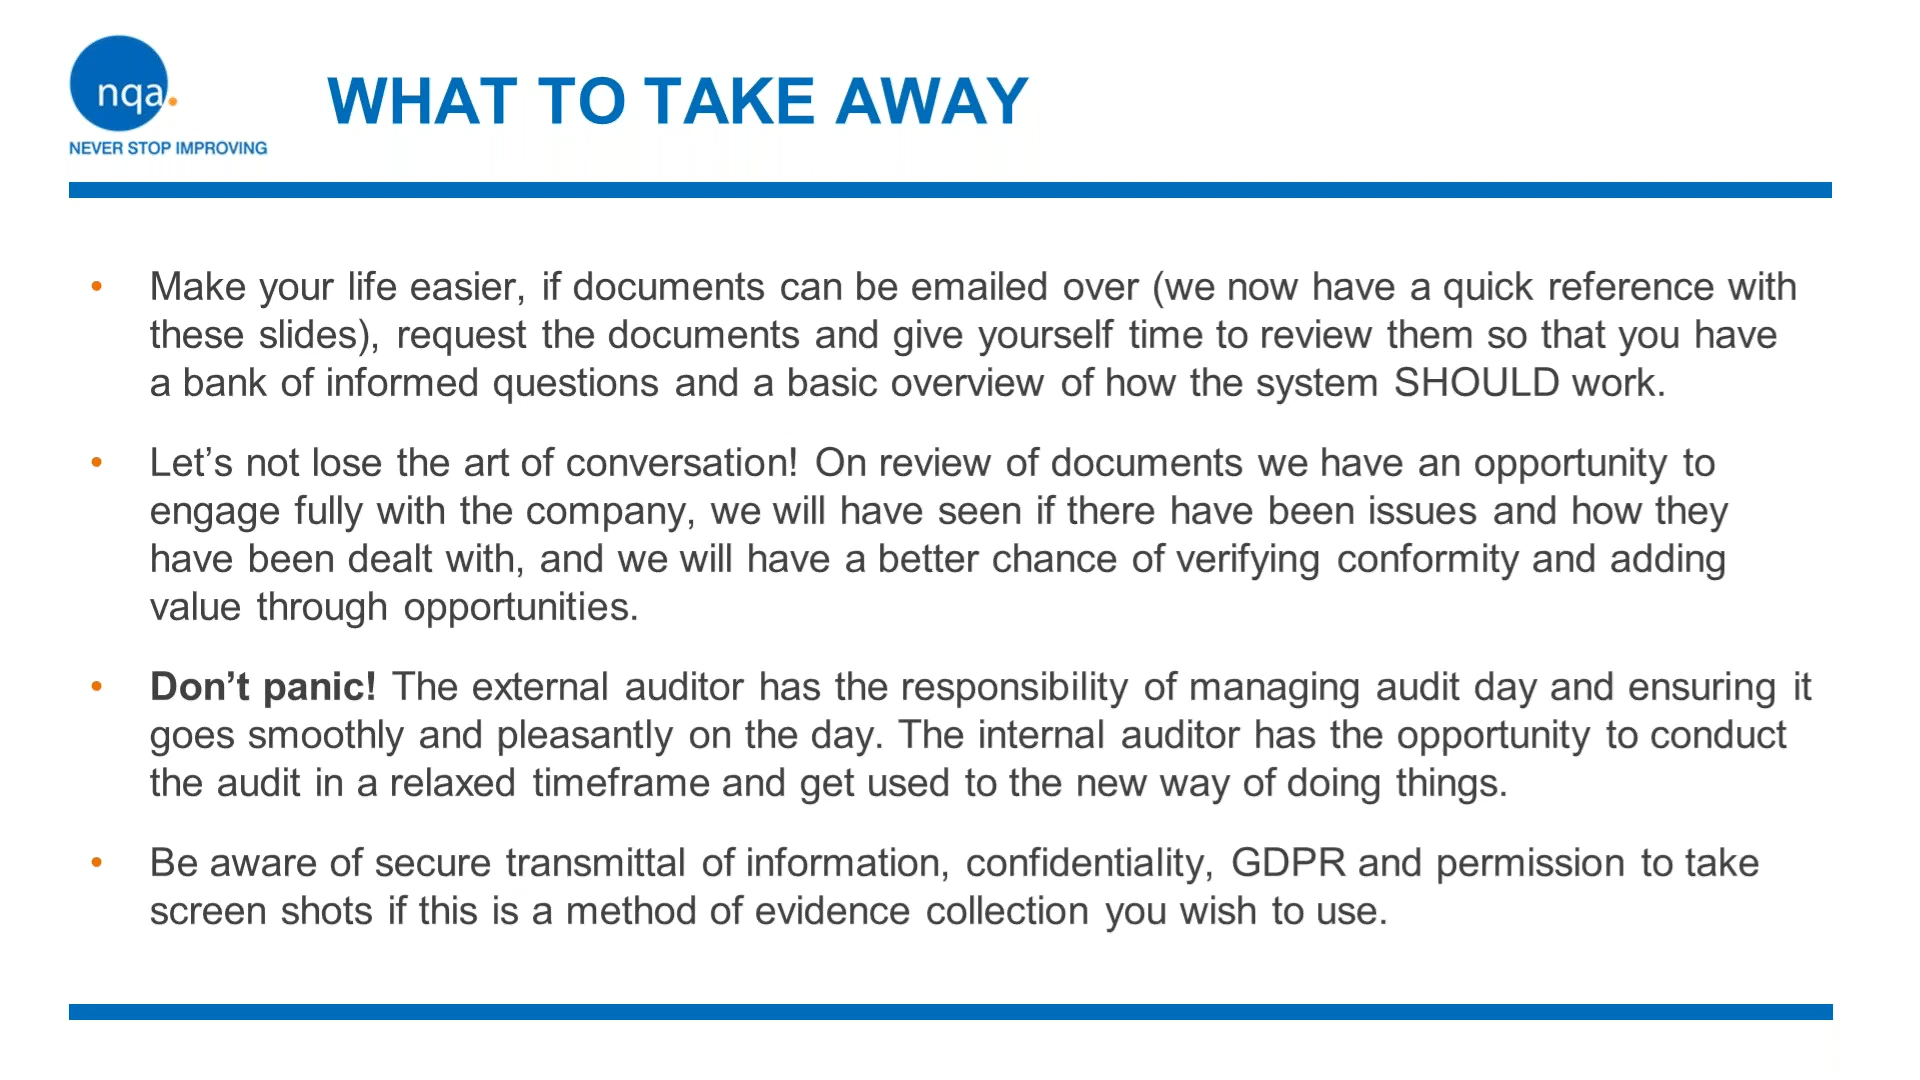 nqa.
NEVER STOP IMPROVING
WHAT TO TAKE AWAY
• Make your life easier, if documents can be emailed over (we now have a quick reference with
these slides), request the documents and give yourself time to review them so that you have
a bank of informed questions and a basic overview of how the system SHOULD work.
• Let’s not lose the art of conversation! On review of documents we have an opportunity to
engage fully with the company, we will have seen if there have been issues and how they
have been dealt with, and we will have a better chance of verifying conformity and adding
value through opportunities.
• Don’t panic! The external auditor has the responsibility of managing audit day and ensuring it
goes smoothly and pleasantly on the day. The internal auditor has the opportunity to conduct
the audit in a relaxed timeframe and get used to the new way of doing things.
• Be aware of secure transmittal of information, confidentiality, GDPR and permission to take
screen shots if this is a method of evidence collection you wish to use.